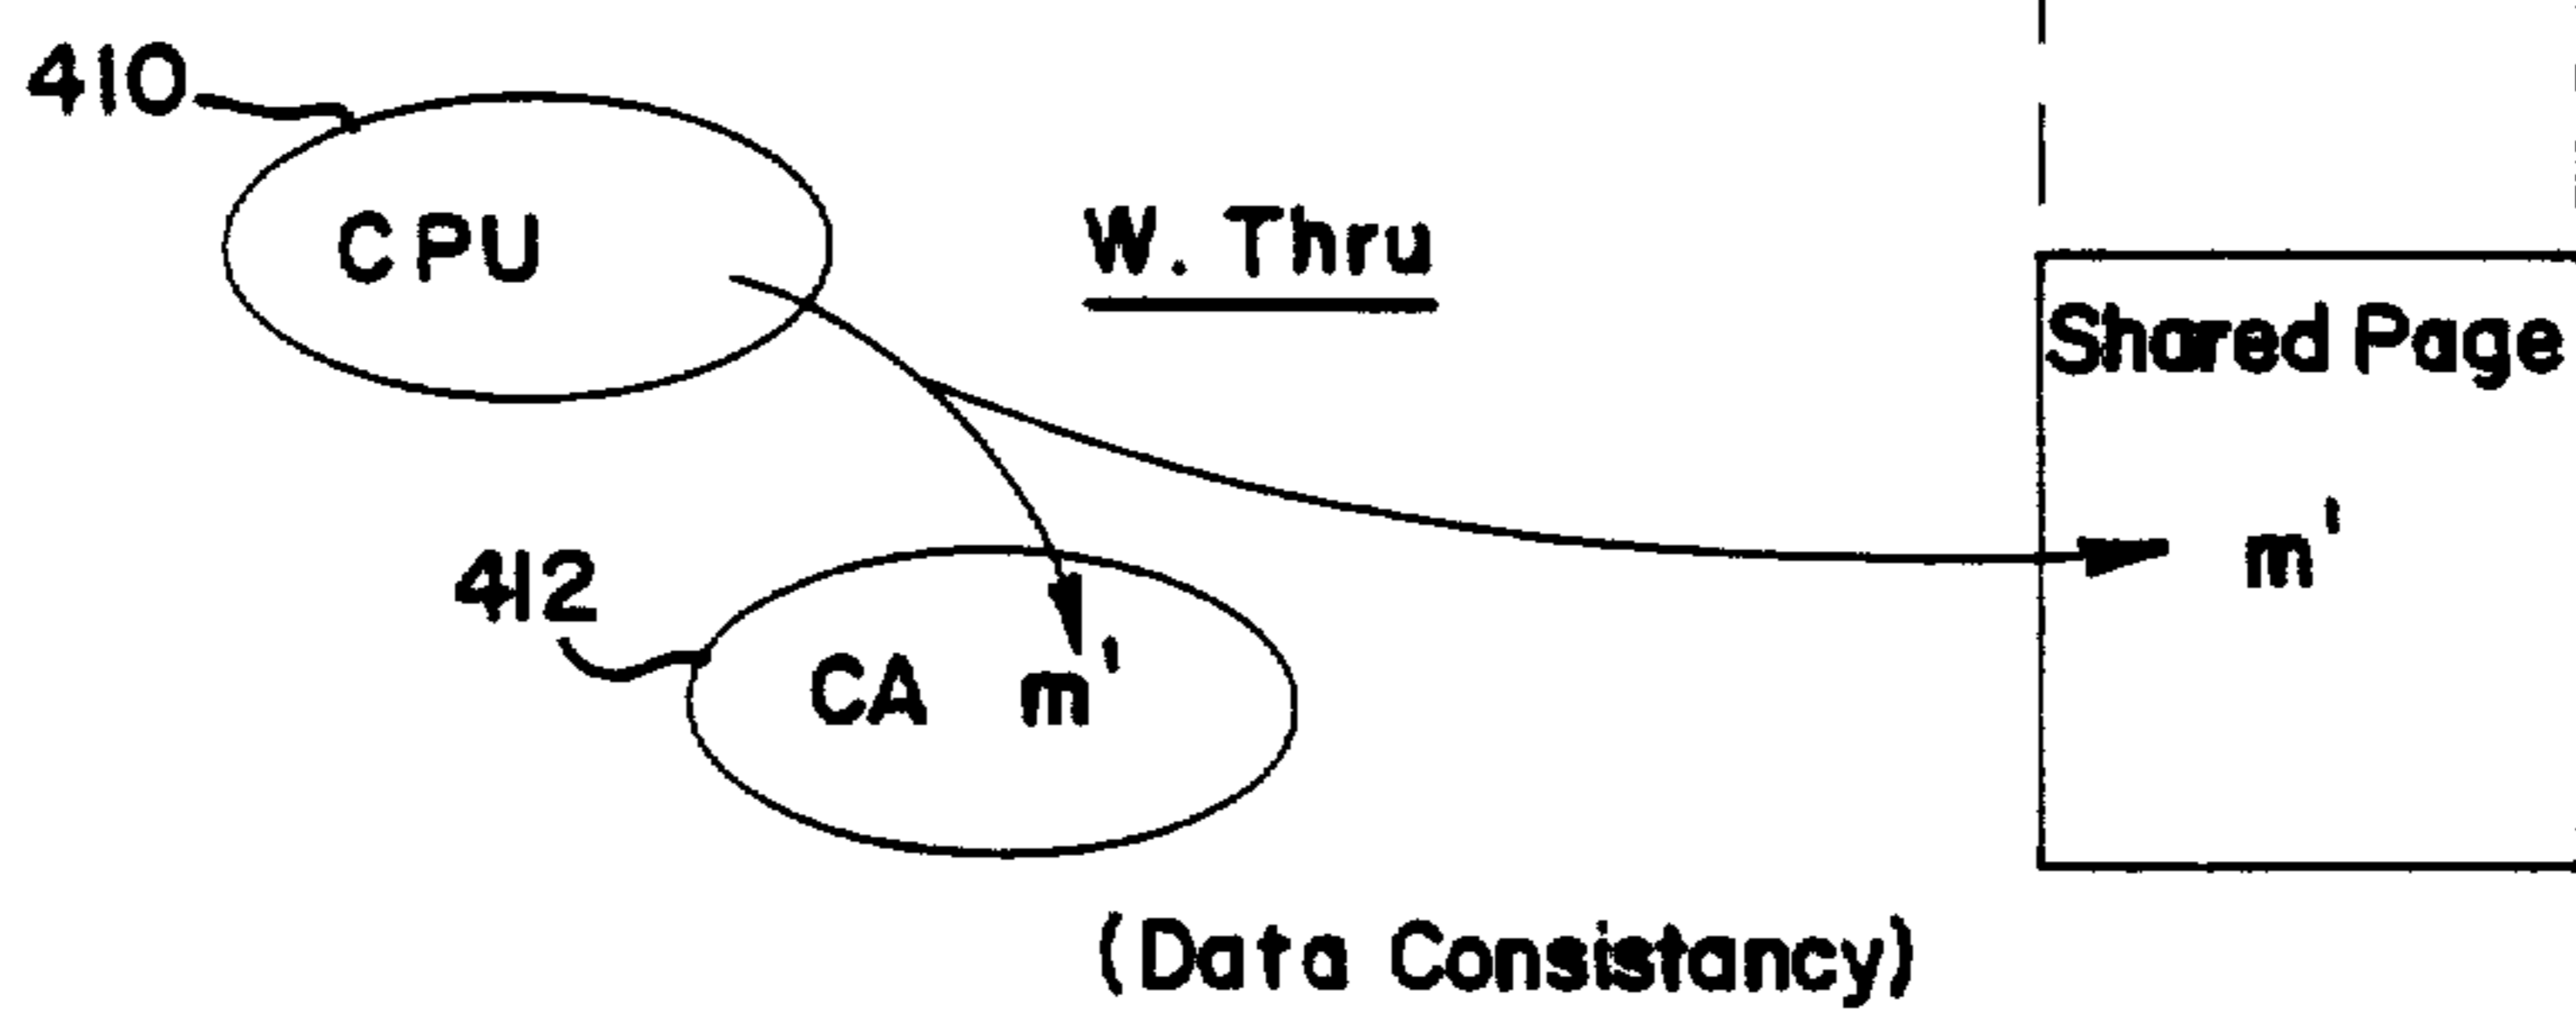 410
CPU
W. Thru
Shared Page
m'
412
CA m'
(Data Consistancy)